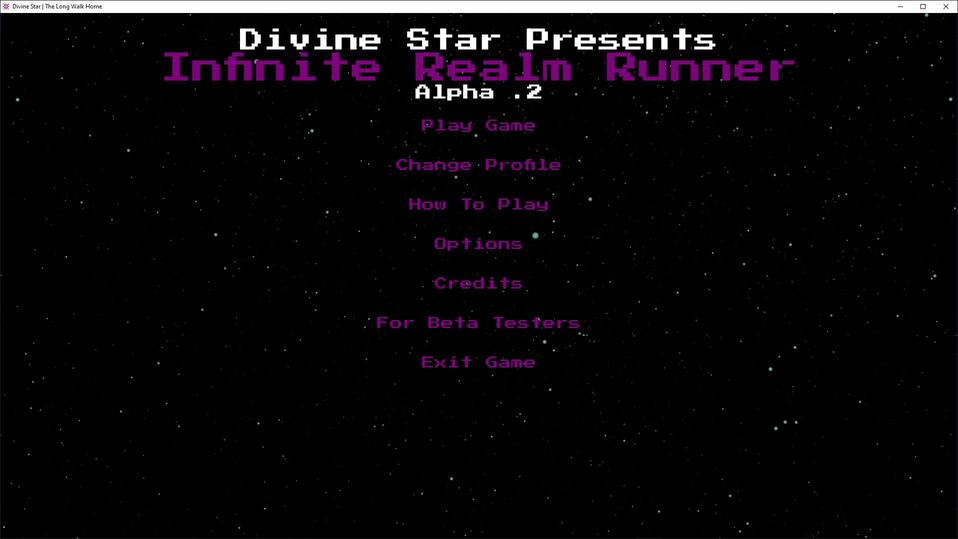 Divine Star | The Long Walk Home
Divine Star Presents
Infinite Realm Runner
Alpha .2
Play Game
Change Profile
How To Play
Options
Credits
For Beta Testers
Exit Game